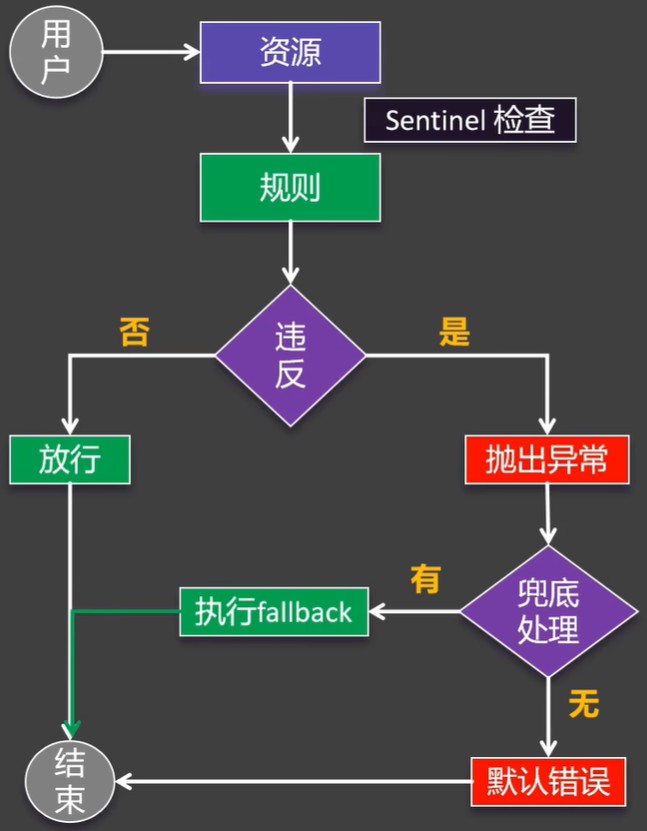 用
户
资源
Sentinel 检查
规则
违
反
否
是
放行
抛出异常
有
兜底
处理
执行fallback
无
结
束
默认错误